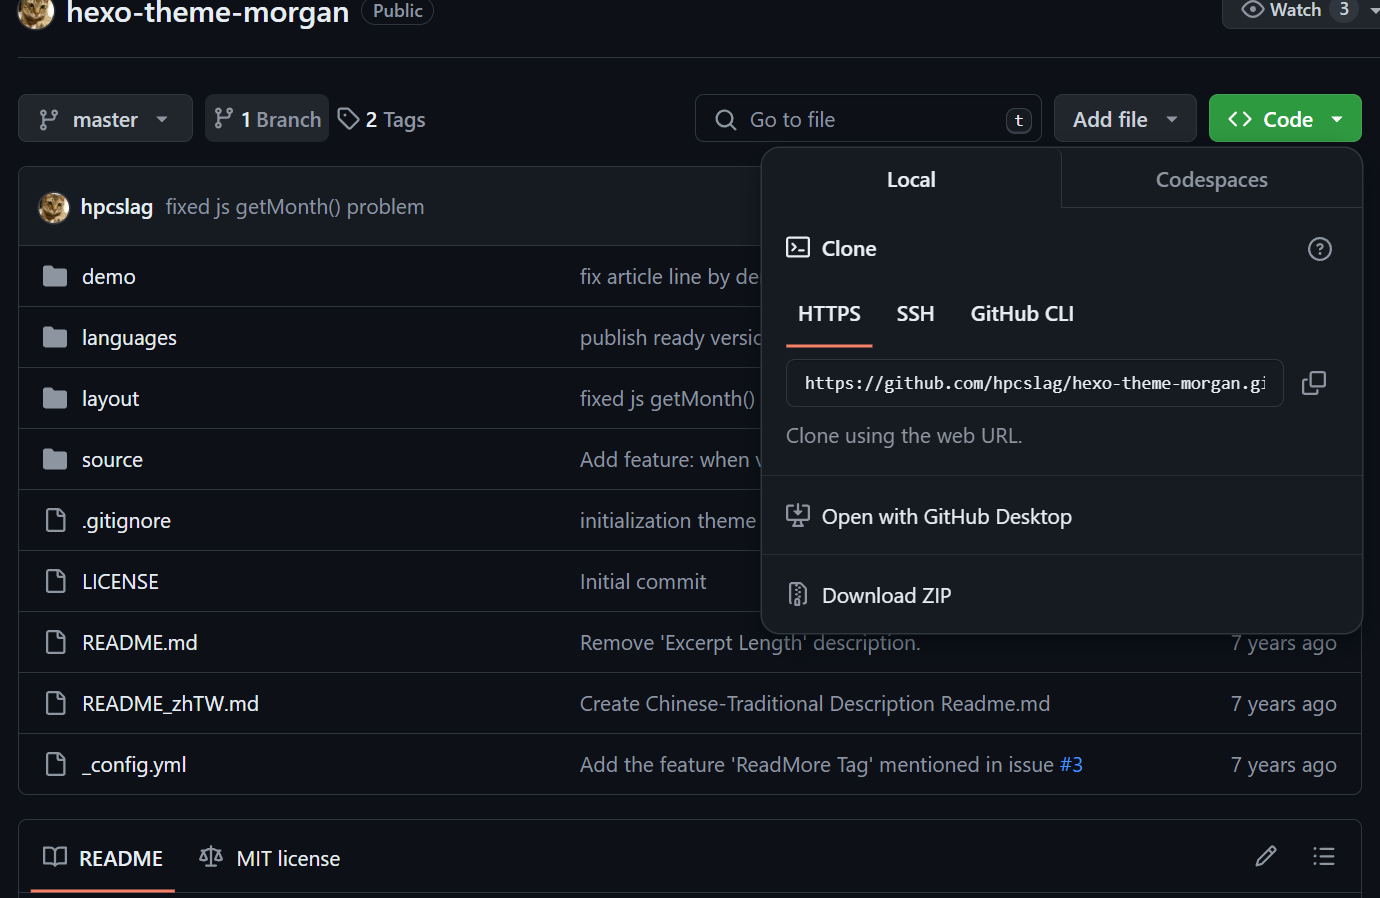 hexo-theme-morgan Public Watch 3
master 1 Branch 2 Tags Go to file t Add file Code
Local Codespaces
hpcslag fixed js getMonth() problem
Clone
demo fix article line by de
HTTPS SSH GitHub CLI
languages publish ready versio
https://github.com/hpcslag/hexo-theme-morgan.gi
layout fixed js getMonth()
Clone using the web URL.
source Add feature: when v
.gitignore initialization theme
Open with GitHub Desktop
LICENSE Initial commit
Download ZIP
README.md Remove 'Excerpt Length' description. 7 years ago
README_zhTW.md Create Chinese-Traditional Description Readme.md 7 years ago
_config.yml Add the feature 'ReadMore Tag' mentioned in issue #3 7 years ago
README MIT license